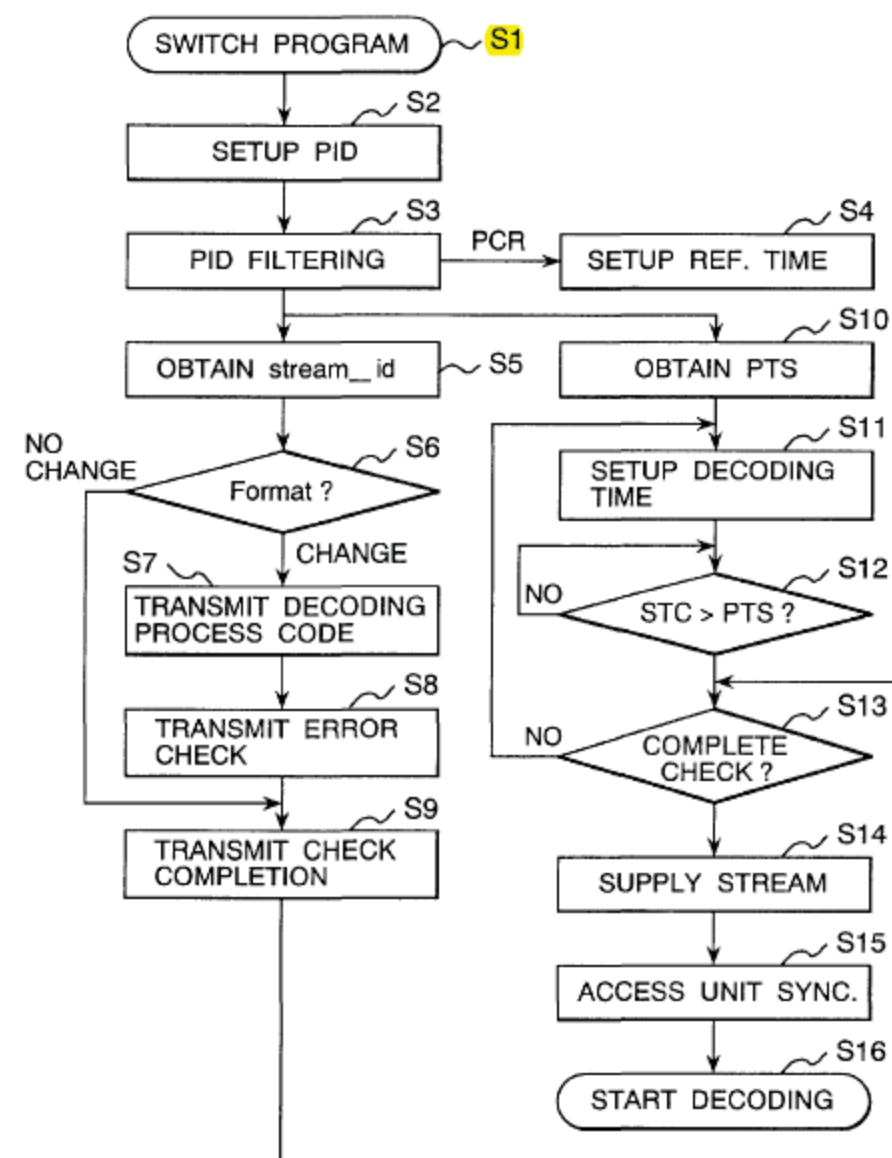 SWITCH PROGRAM
S1
S2
SETUP PID
S3
PID FILTERING
PCR
S4
SETUP REF. TIME
OBTAIN stream__id
S5
S6
Format ?
NO
CHANGE
CHANGE
S7
TRANSMIT DECODING
PROCESS CODE
S8
TRANSMIT ERROR
CHECK
S9
TRANSMIT CHECK
COMPLETION
S10
OBTAIN PTS
S11
SETUP DECODING
TIME
S12
STC > PTS ?
NO
S13
COMPLETE
CHECK ?
NO
S14
SUPPLY STREAM
S15
ACCESS UNIT SYNC.
S16
START DECODING